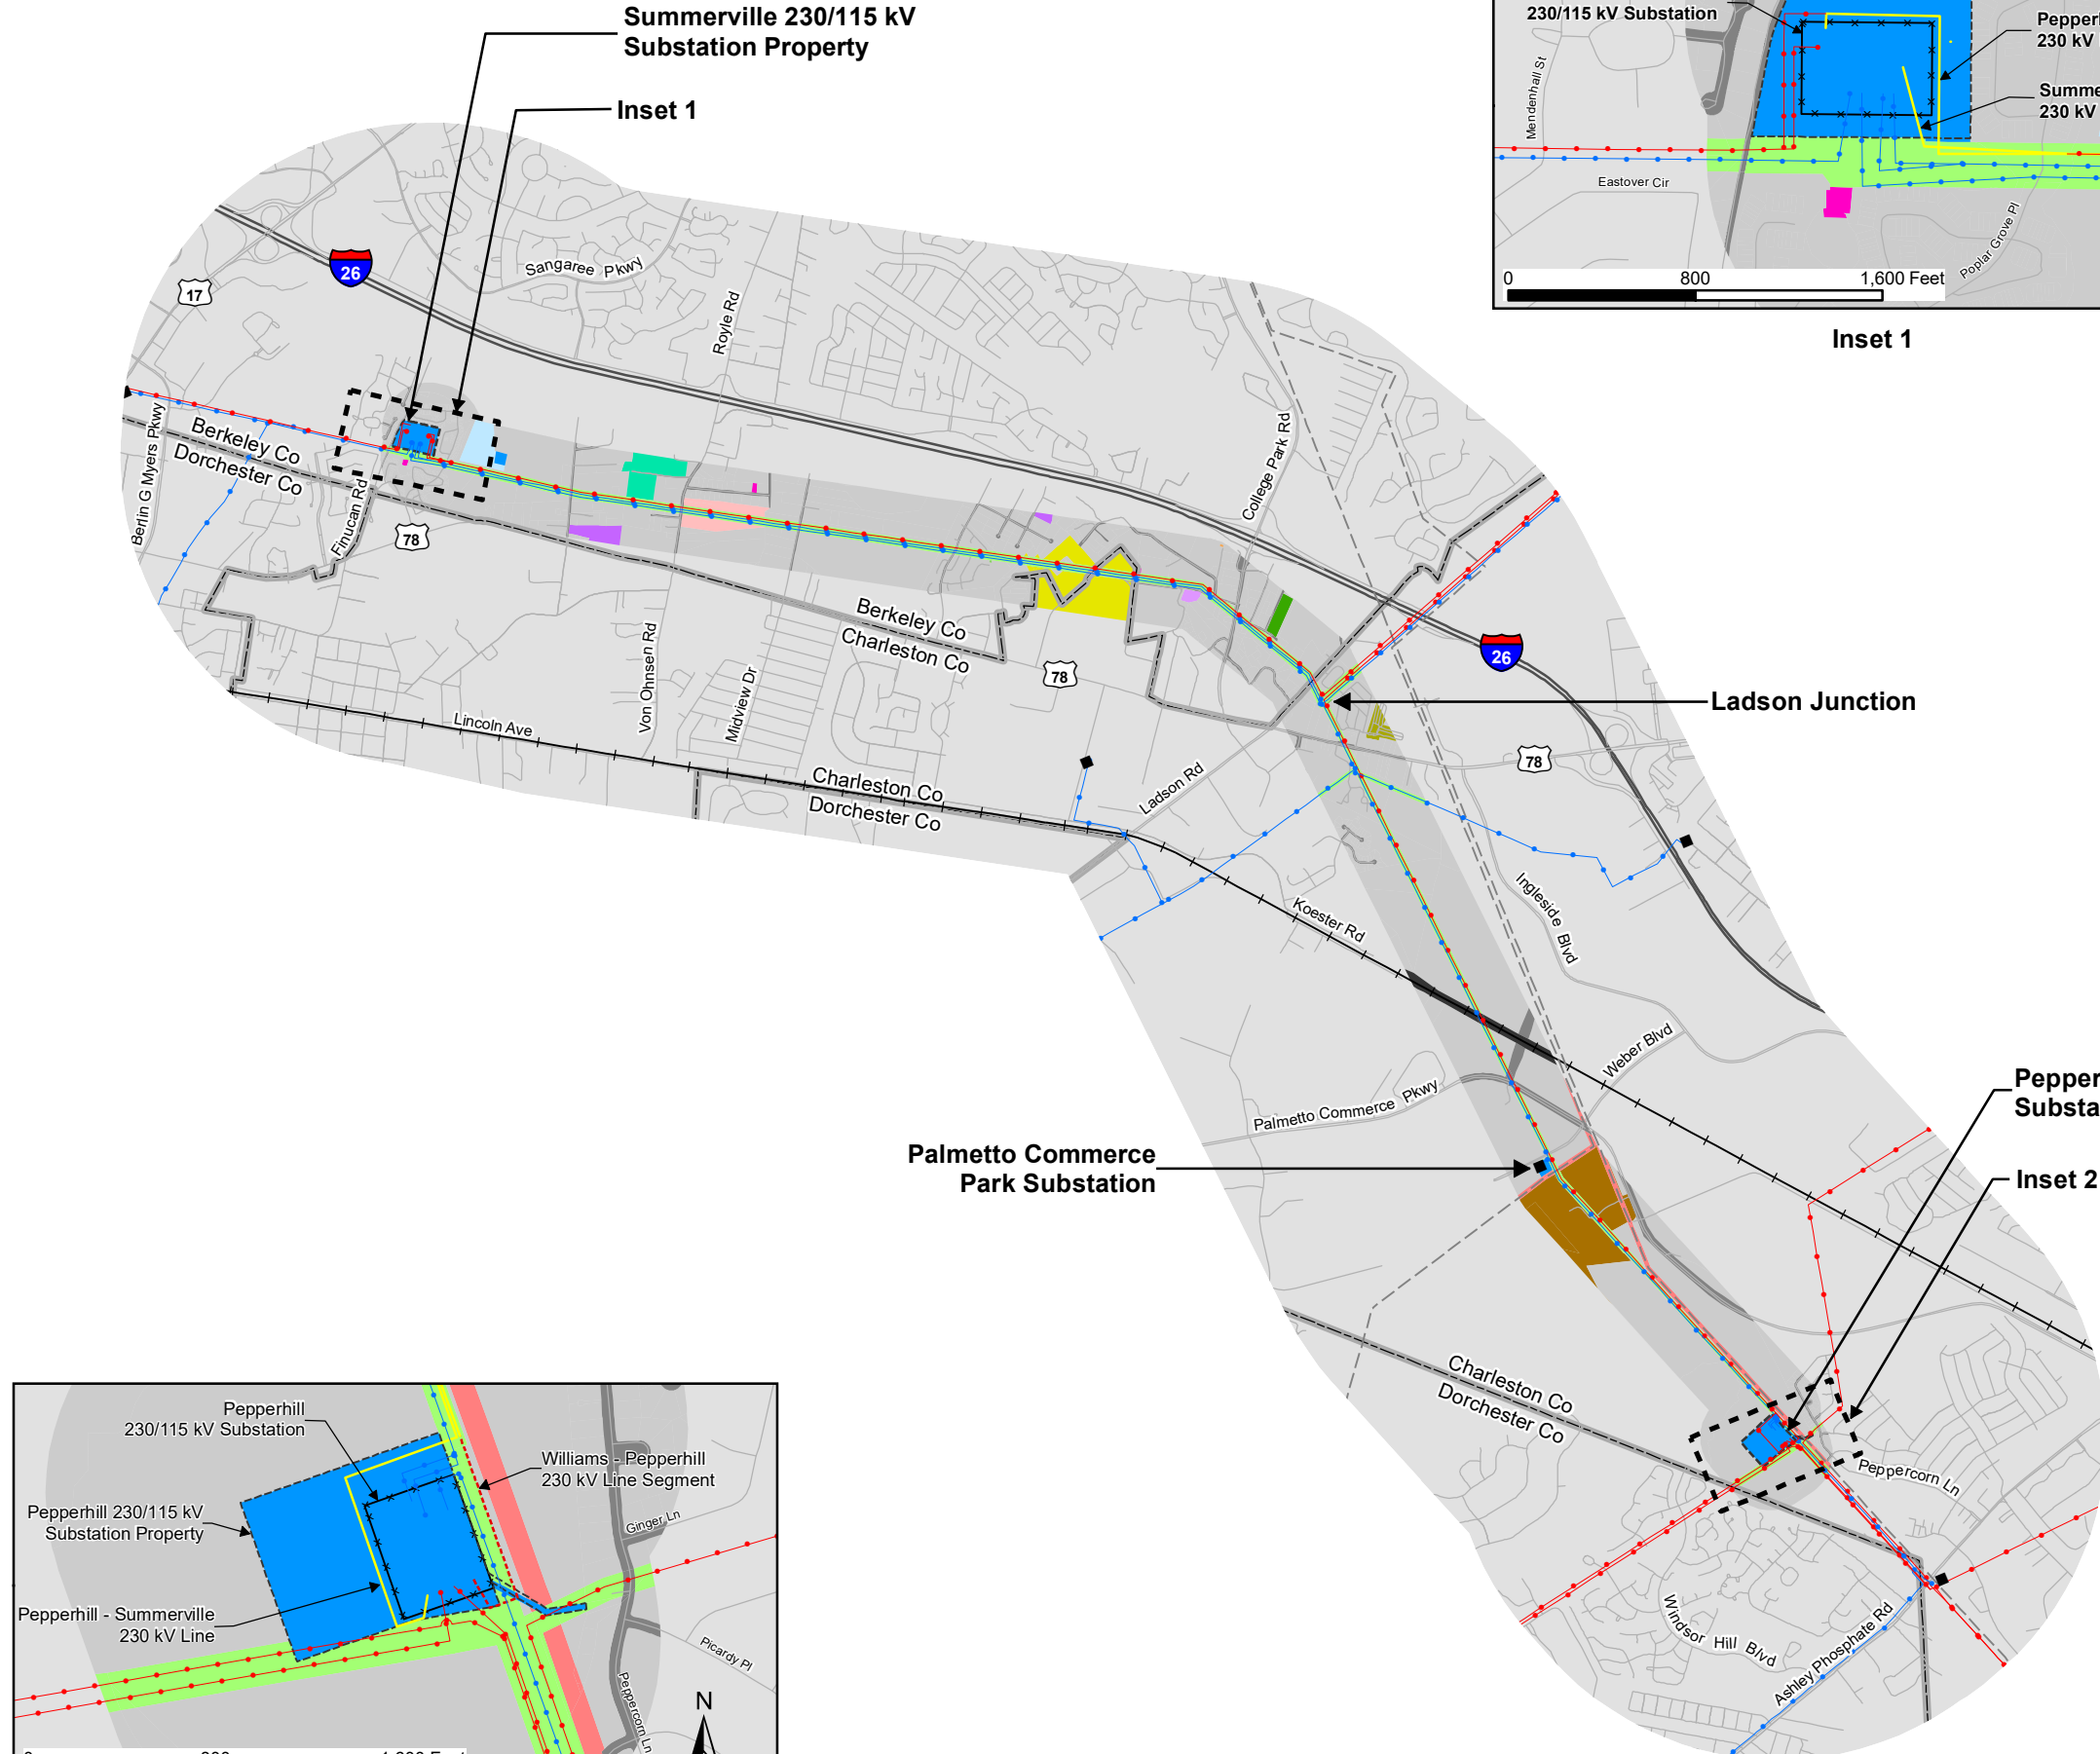 Summerville 230/115 kV
Substation Property
Inset 1
230/115 kV Substation
230 kV
230 kV
Mendenhall St
Eastover Cir
Poplar Grove Pl
0 800 1,600 Feet
Inset 1
17
26
Sangaree Pkwy
Royle Rd
Berlin G Myers Pkwy
Berkeley Co
Dorchester Co
Finucan Rd
78
College Park Rd
Berkeley Co
Charleston Co
78
26
Von Ohnsen Rd
Midview Dr
Lincoln Ave
Ladson Junction
78
Charleston Co
Dorchester Co
Ladson Rd
Koester Rd
Ingleside Blvd
Weber Blvd
Palmetto Commerce Pkwy
Palmetto Commerce
Park Substation
Inset 2
Charleston Co
Dorchester Co
Peppercorn Ln
Windsor Hill Blvd
Ashley Phosphate Rd
Pepperhill
230/115 kV Substation
Williams - Pepperhill
230 kV Line Segment
Pepperhill 230/115 kV
Substation Property
Ginger Ln
Pepperhill - Summerville
230 kV Line
Picardy Pl
Peppercorn Ln
N